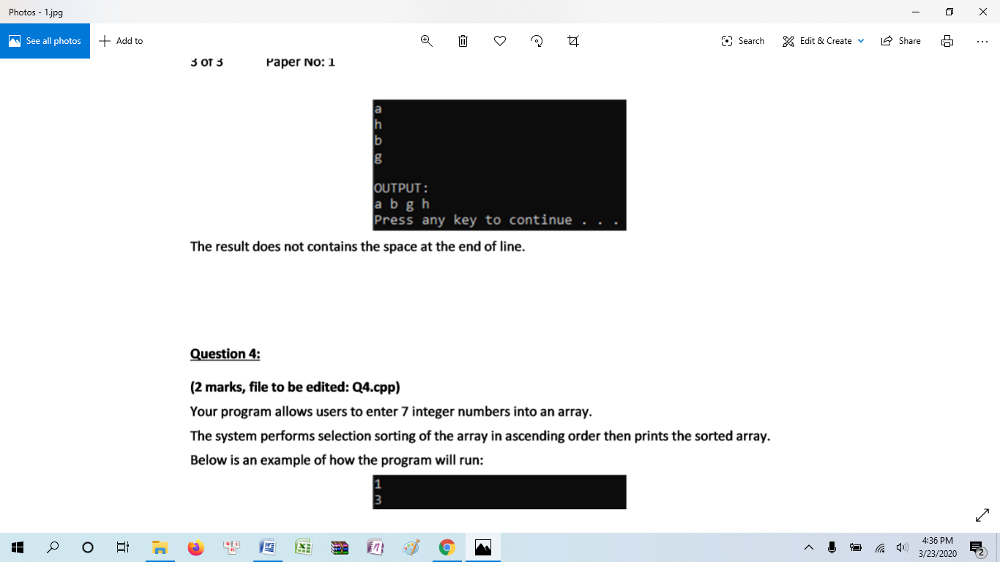 Photos - 1.jpg
See all photos
Add to
Search
Edit & Create
Share
3 of 3 Paper No: 1
a
h
b
g
OUTPUT:
a b g h
Press any key to continue . . .
The result does not contains the space at the end of line.
Question 4:
(2 marks, file to be edited: Q4.cpp)
Your program allows users to enter 7 integer numbers into an array.
The system performs selection sorting of the array in ascending order then prints the sorted array.
Below is an example of how the program will run:
1
3
4:36 PM
3/23/2020
2